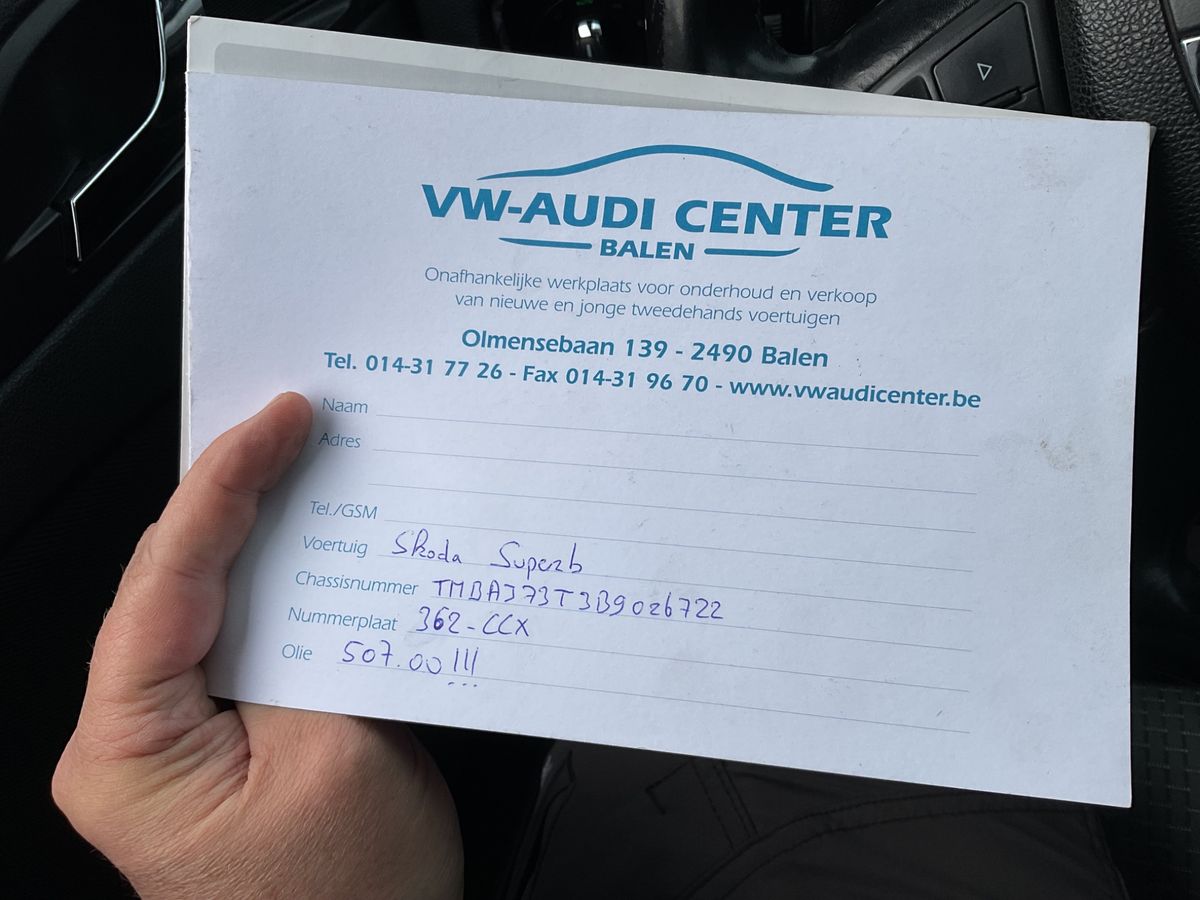 VW-AUDI CENTER
BALEN
Onafhankelijke werkplaats voor onderhoud en verkoop
van nieuwe en jonge tweedehands voertuigen
Olmensebaan 139 - 2490 Balen
Tel. 014-31 77 26 - Fax 014-31 96 70 - www.vwaudicenter.be
Naam
Adres
Tel./GSM
Voertuig Skoda Superb
Chassisnummer TMBAJ73T3B9026722
Nummerplaat 362-CCX
Olie 507.00!!!